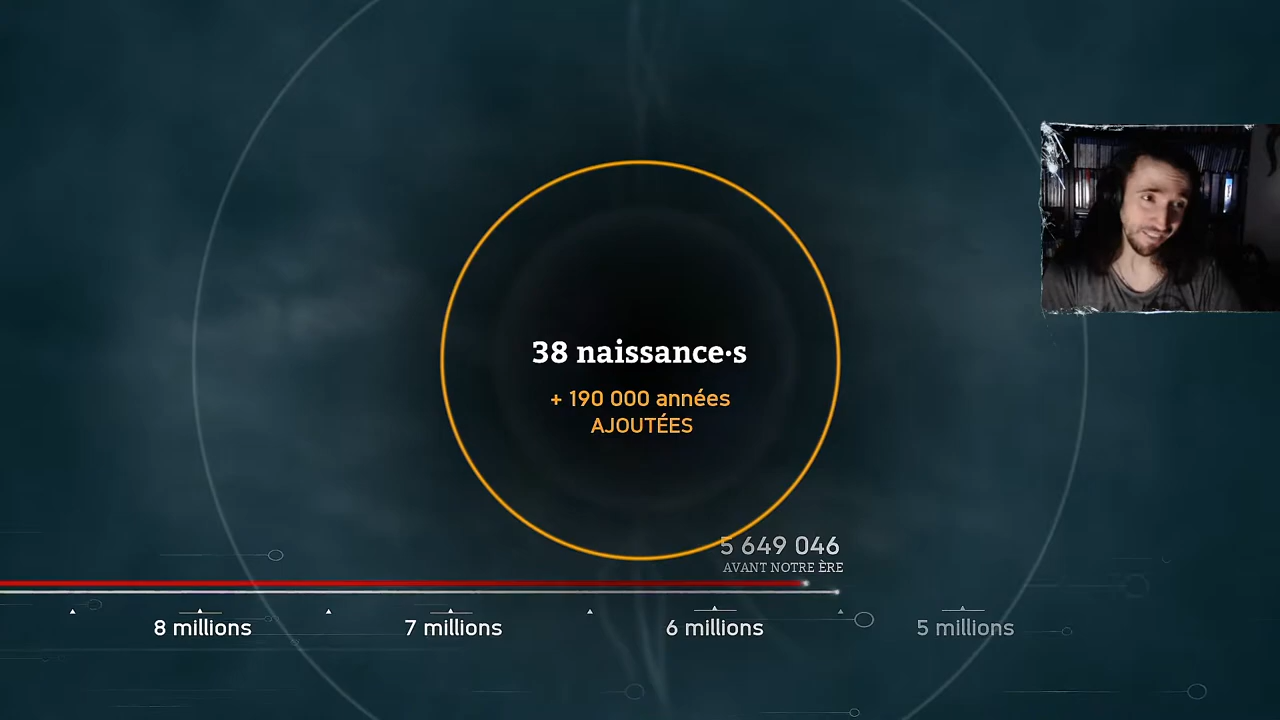 38 naissance·s
+ 190 000 années
AJOUTÉES
5 649 046
AVANT NOTRE ÈRE
8 millions 7 millions 6 millions 5 millions